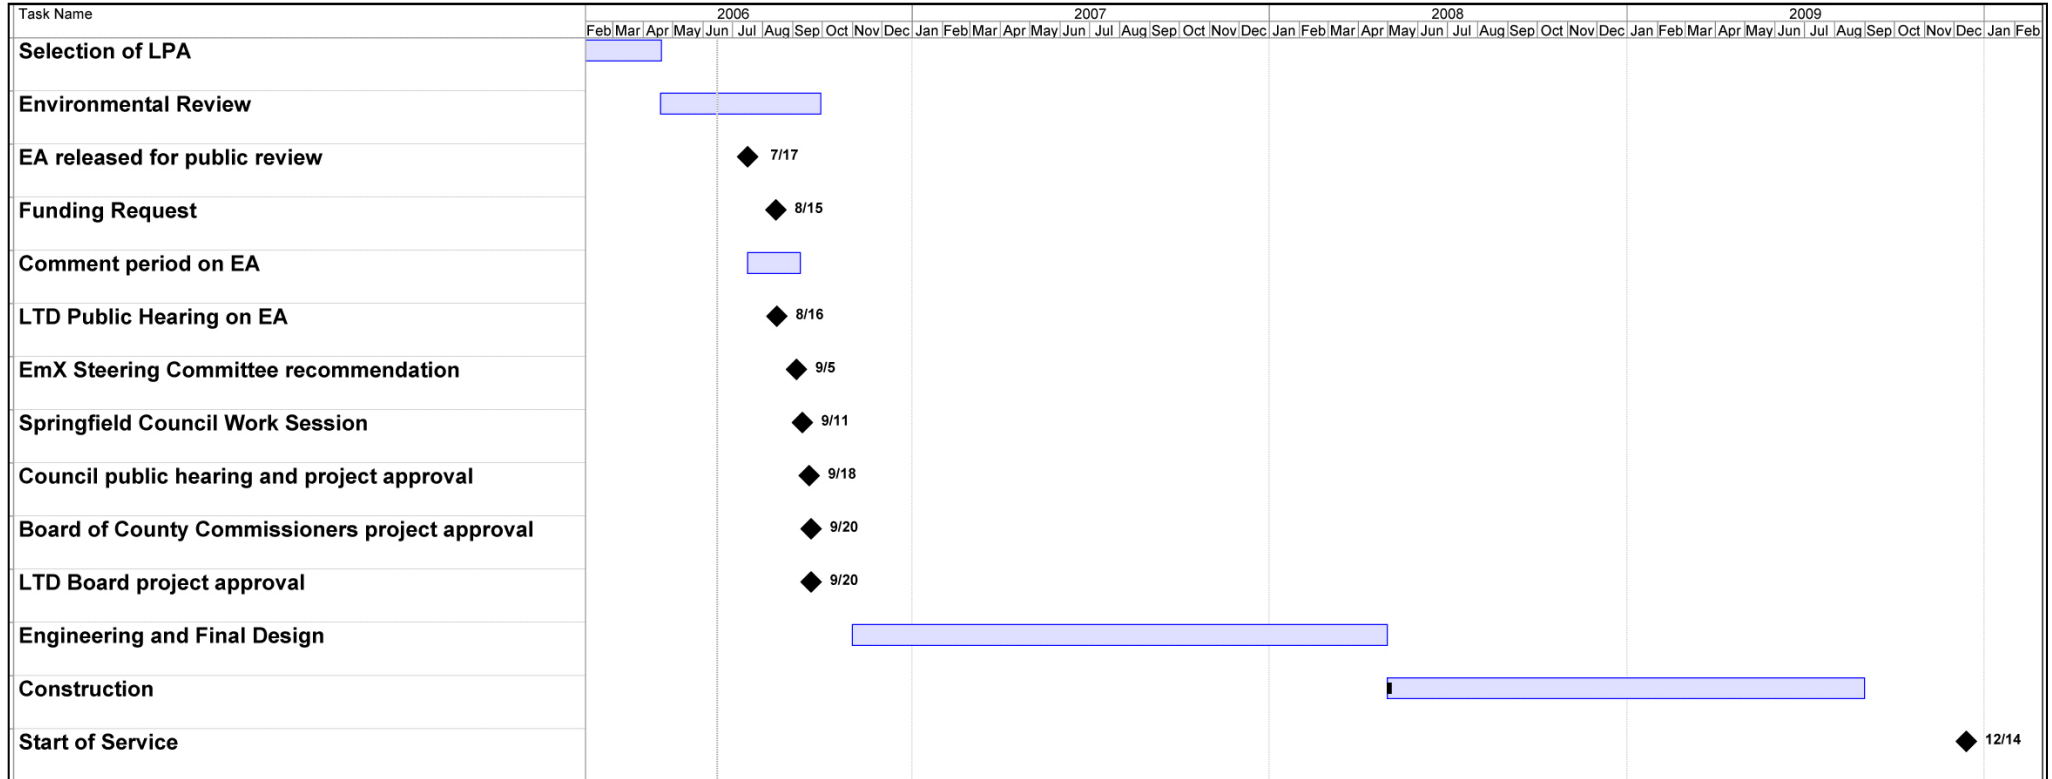 Task Name
2006 2007 2008 2009
Feb Mar Apr May Jun Jul Aug Sep Oct Nov Dec Jan Feb Mar Apr May Jun Jul Aug Sep Oct Nov Dec Jan Feb Mar Apr May Jun Jul Aug Sep Oct Nov Dec Jan Feb Mar Apr May Jun Jul Aug Sep Oct Nov Dec Jan Feb
Selection of LPA
Environmental Review
EA released for public review 7/17
Funding Request 8/15
Comment period on EA
LTD Public Hearing on EA 8/16
EmX Steering Committee recommendation 9/5
Springfield Council Work Session 9/11
Council public hearing and project approval 9/18
Board of County Commissioners project approval 9/20
LTD Board project approval 9/20
Engineering and Final Design
Construction
Start of Service 12/14